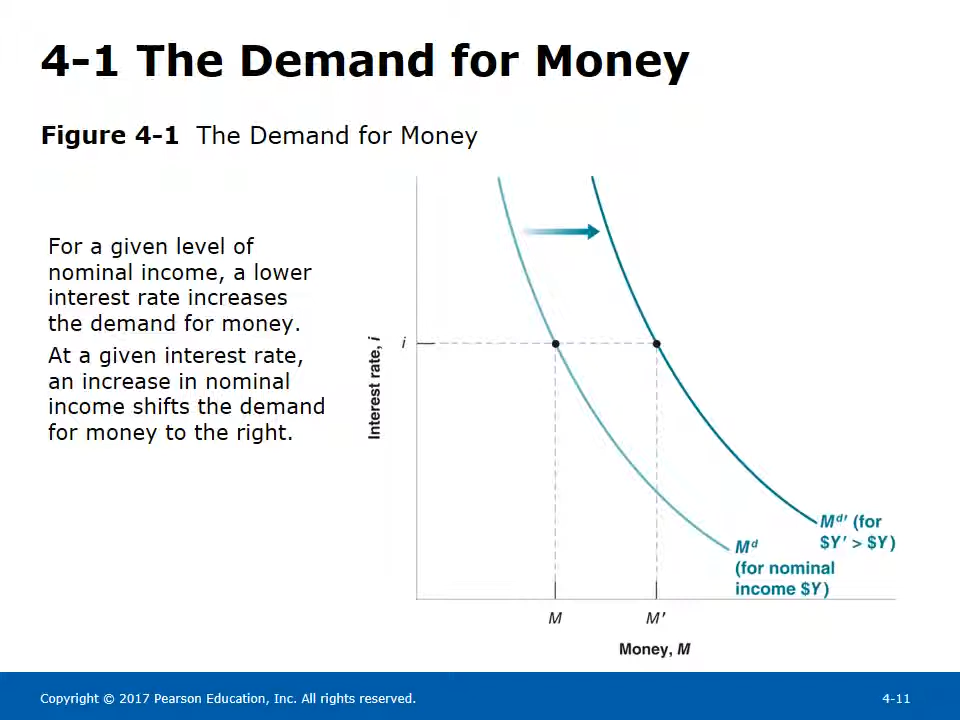 4-1 The Demand for Money
Figure 4-1 The Demand for Money
For a given level of
nominal income, a lower
interest rate increases
the demand for money.
At a given interest rate,
an increase in nominal
income shifts the demand
for money to the right.
Interest rate, i
i
Mᵈ′ (for
$Y′ > $Y)
Mᵈ
(for nominal
income $Y)
M
M′
Money, M
Copyright © 2017 Pearson Education, Inc. All rights reserved.
4-11